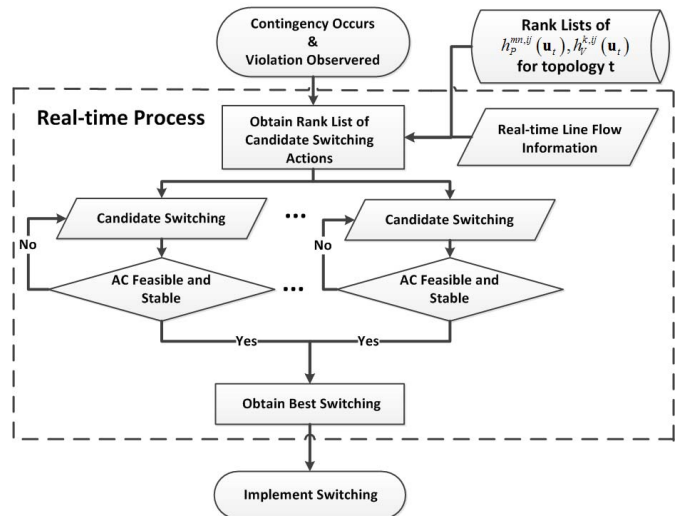 Contingency Occurs
&
Violation Observered
Rank Lists of
h_P^{mn,ij}(u_t), h_V^{k,ij}(u_t)
for topology t
Real-time Process
Obtain Rank List of
Candidate Switching
Actions
Real-time Line Flow
Information
Candidate Switching
...
Candidate Switching
No
No
AC Feasible and
Stable
...
AC Feasible and
Stable
Yes
Yes
Obtain Best Switching
Implement Switching